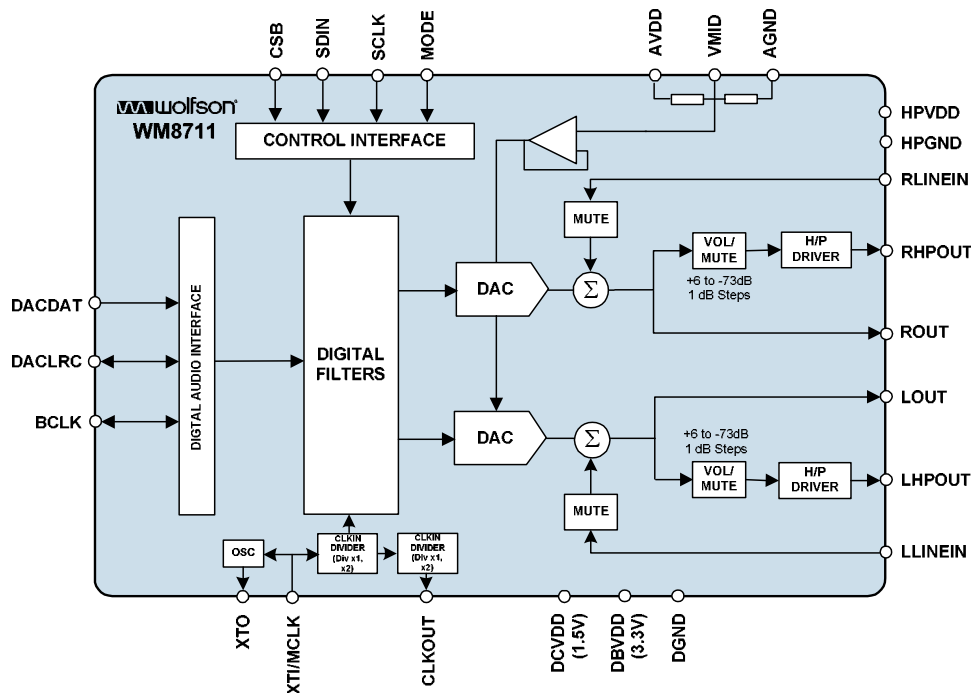 CSB
SDIN
SCLK
MODE
AVDD
VMID
AGND
wolfson
WM8711
HPVDD
HPGND
CONTROL INTERFACE
RLINEIN
MUTE
VOL/
MUTE
H/P
DRIVER
RHPOUT
+6 to -73dB
1 dB Steps
DAC
Σ
DACDAT
ROUT
DACLRC
DIGTAL AUDIO INTERFACE
DIGITAL
FILTERS
LOUT
BCLK
DAC
Σ
+6 to -73dB
1 dB Steps
VOL/
MUTE
H/P
DRIVER
LHPOUT
MUTE
OSC
CLKIN
DIVIDER
(Div x1,
x2)
CLKIN
DIVIDER
(Div x1,
x2)
LLINEIN
XTO
XTI/MCLK
CLKOUT
DCVDD
(1.5V)
DBVDD
(3.3V)
DGND